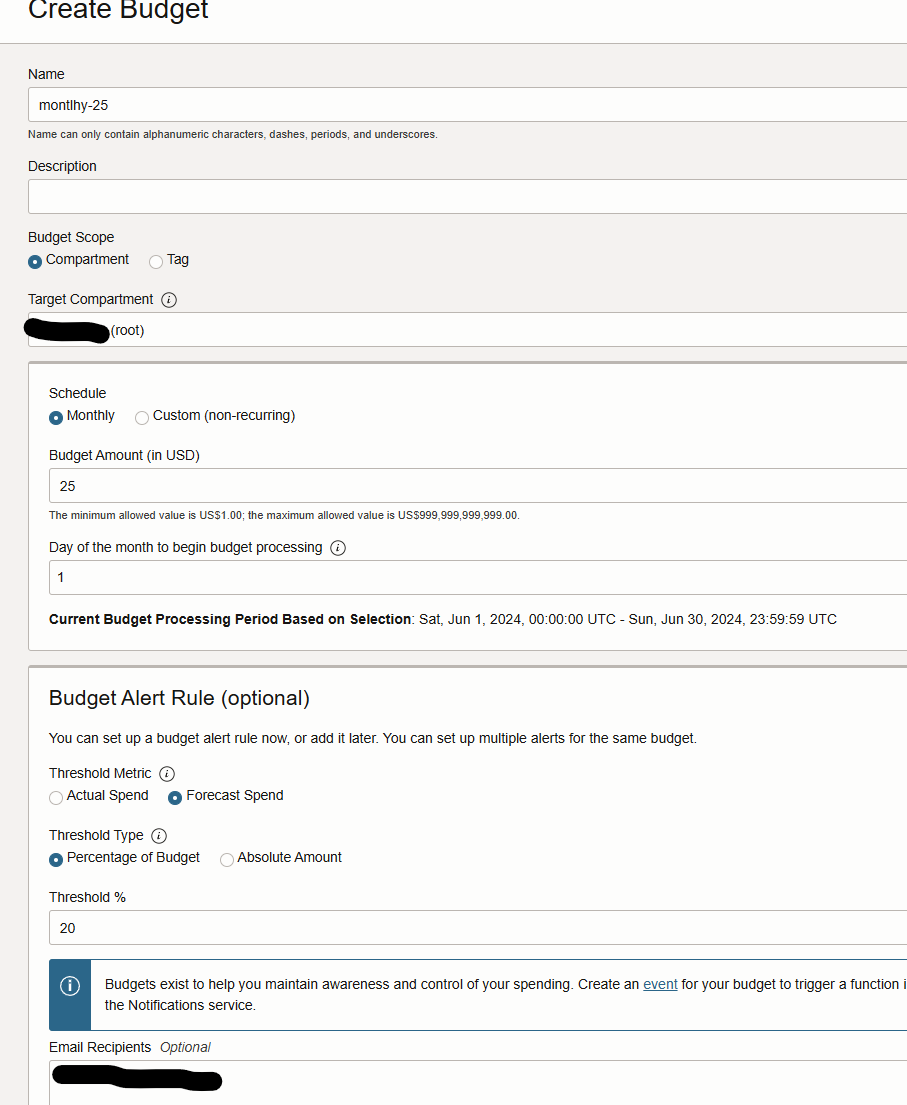 Create Budget
Name
montlhy-25
Name can only contain alphanumeric characters, dashes, periods, and underscores.
Description
Budget Scope
Compartment Tag
Target Compartment
(root)
Schedule
Monthly Custom (non-recurring)
Budget Amount (in USD)
25
The minimum allowed value is US$1.00; the maximum allowed value is US$999,999,999,999.00.
Day of the month to begin budget processing
1
Current Budget Processing Period Based on Selection: Sat, Jun 1, 2024, 00:00:00 UTC - Sun, Jun 30, 2024, 23:59:59 UTC
Budget Alert Rule (optional)
You can set up a budget alert rule now, or add it later. You can set up multiple alerts for the same budget.
Threshold Metric
Actual Spend Forecast Spend
Threshold Type
Percentage of Budget Absolute Amount
Threshold %
20
Budgets exist to help you maintain awareness and control of your spending. Create an event for your budget to trigger a function i
the Notifications service.
Email Recipients Optional